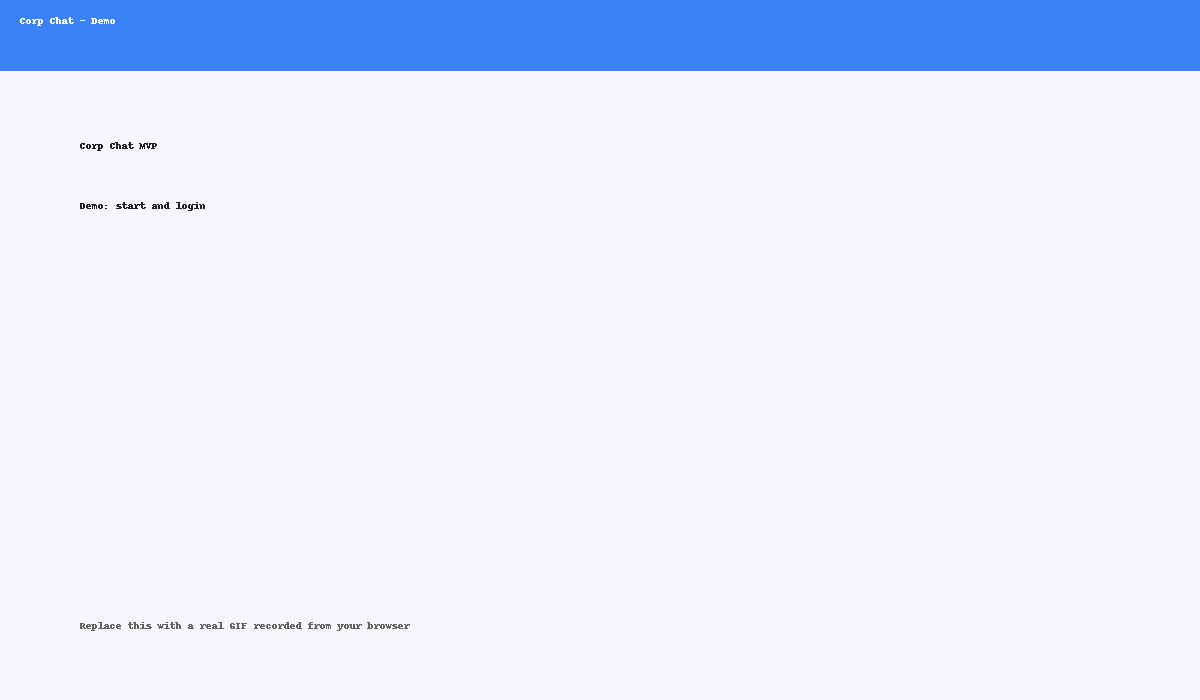 Corp Chat - Demo
Corp Chat MVP
Demo: start and login
Replace this with a real GIF recorded from your browser